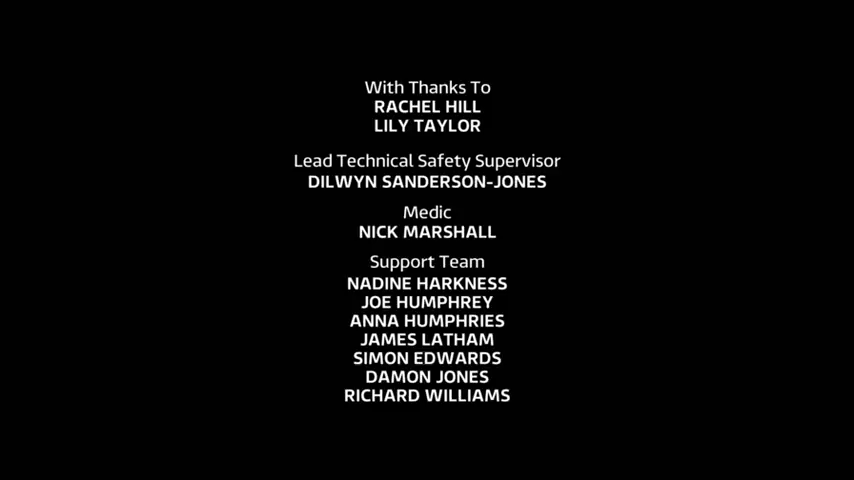 With Thanks To
RACHEL HILL
LILY TAYLOR
Lead Technical Safety Supervisor
DILWYN SANDERSON-JONES
Medic
NICK MARSHALL
Support Team
NADINE HARKNESS
JOE HUMPHREY
ANNA HUMPHRIES
JAMES LATHAM
SIMON EDWARDS
DAMON JONES
RICHARD WILLIAMS